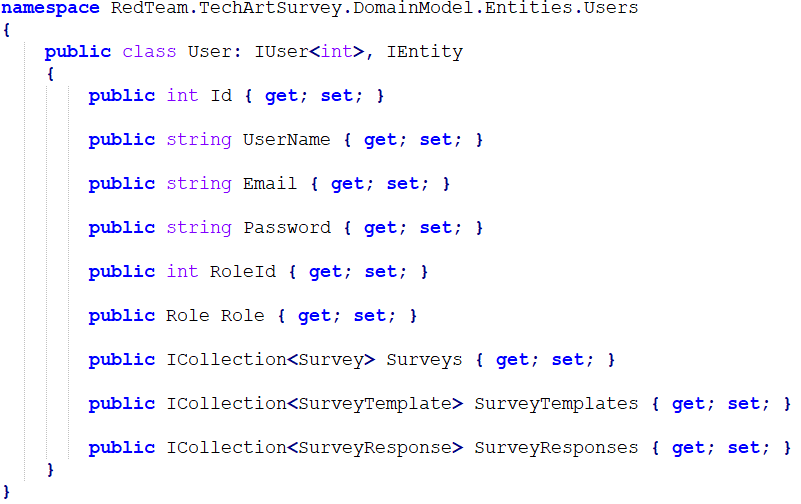 namespace RedTeam.TechArtSurvey.DomainModel.Entities.Users
{
    public class User: IUser<int>, IEntity
    {
        public int Id { get; set; }
        public string UserName { get; set; }
        public string Email { get; set; }
        public string Password { get; set; }
        public int RoleId { get; set; }
        public Role Role { get; set; }
        public ICollection<Survey> Surveys { get; set; }
        public ICollection<SurveyTemplate> SurveyTemplates { get; set; }
        public ICollection<SurveyResponse> SurveyResponses { get; set; }
    }
}